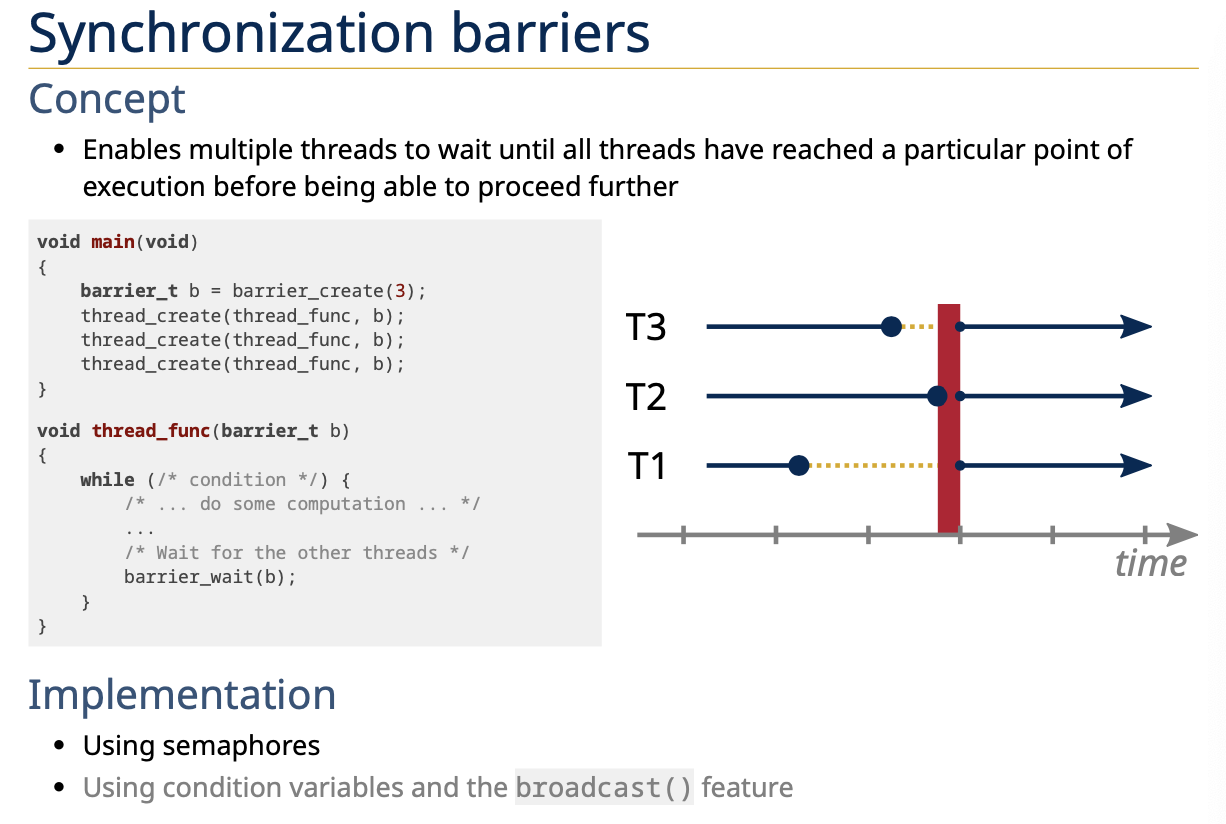 Synchronization barriers
Concept
• Enables multiple threads to wait until all threads have reached a particular point of
execution before being able to proceed further
void main(void)
{
    barrier_t b = barrier_create(3);
    thread_create(thread_func, b);
    thread_create(thread_func, b);
    thread_create(thread_func, b);
}
void thread_func(barrier_t b)
{
    while (/* condition */) {
        /* ... do some computation ... */
        ...
        /* Wait for the other threads */
        barrier_wait(b);
    }
}
T3
T2
T1
time
Implementation
• Using semaphores
• Using condition variables and the broadcast() feature